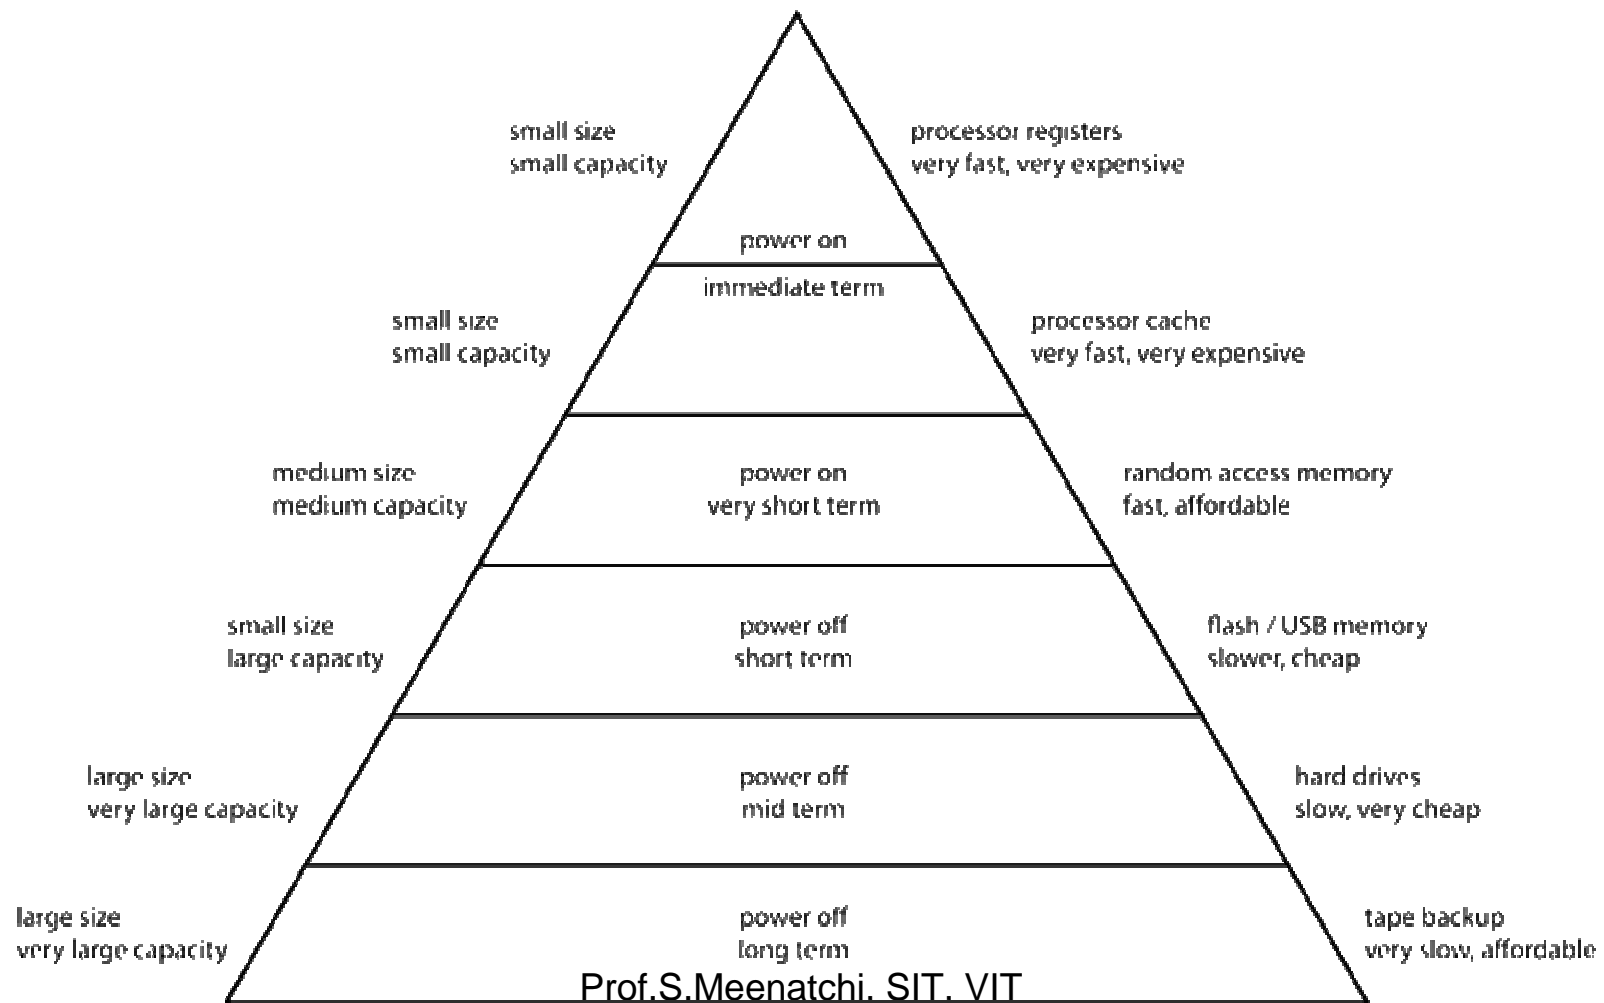 small size
small capacity
processor registers
very fast, very expensive
power on
immediate term
small size
small capacity
processor cache
very fast, very expensive
medium size
medium capacity
power on
very short term
random access memory
fast, affordable
small size
large capacity
power off
short term
flash / USB memory
slower, cheap
large size
very large capacity
power off
mid term
hard drives
slow, very cheap
large size
very large capacity
power off
long term
tape backup
very slow, affordable
Prof.S.Meenatchi, SIT, VIT